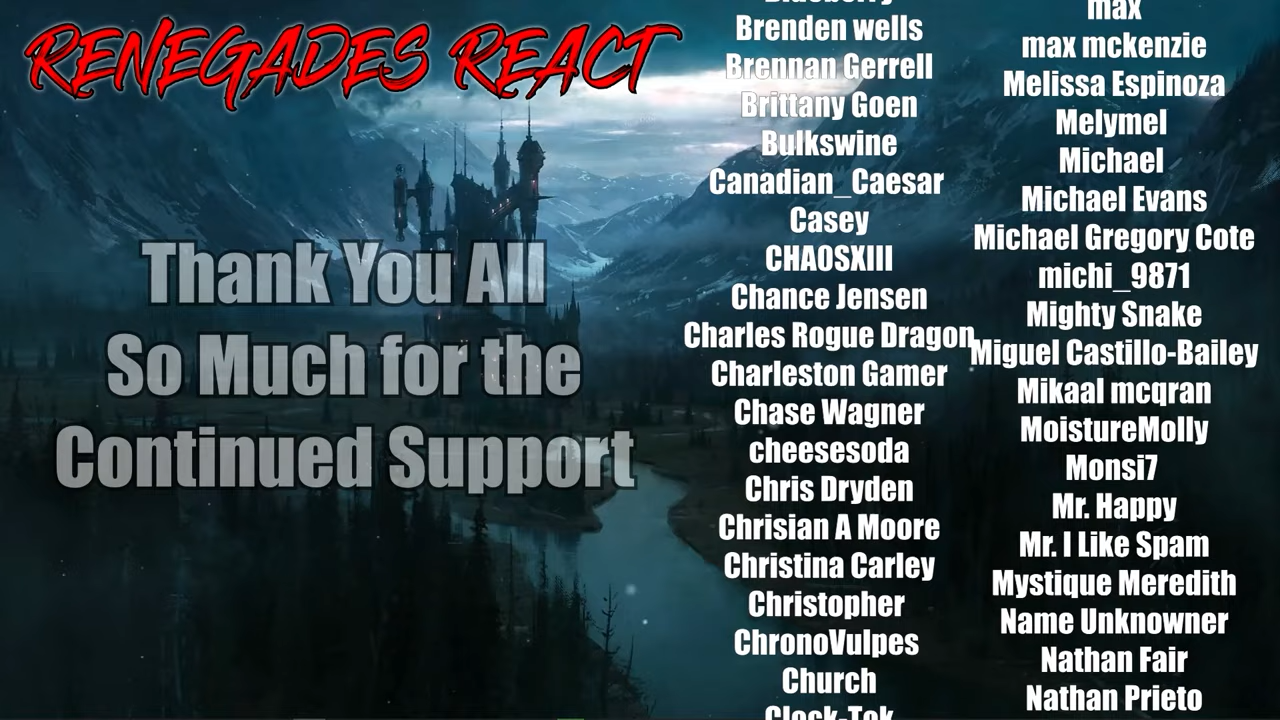 RENEGADES REACT
Thank You All
So Much for the
Continued Support
Blueberry
Brenden wells
Brennan Gerrell
Brittany Goen
Bulkswine
Canadian_Caesar
Casey
CHAOSXIII
Chance Jensen
Charles Rogue Dragon
Charleston Gamer
Chase Wagner
cheesesoda
Chris Dryden
Chrisian A Moore
Christina Carley
Christopher
ChronoVulpes
Church
Clock-Tok
max
max mckenzie
Melissa Espinoza
Melymel
Michael
Michael Evans
Michael Gregory Cote
michi_9871
Mighty Snake
Miguel Castillo-Bailey
Mikaal mcqran
MoistureMolly
Monsi7
Mr. Happy
Mr. I Like Spam
Mystique Meredith
Name Unknowner
Nathan Fair
Nathan Prieto